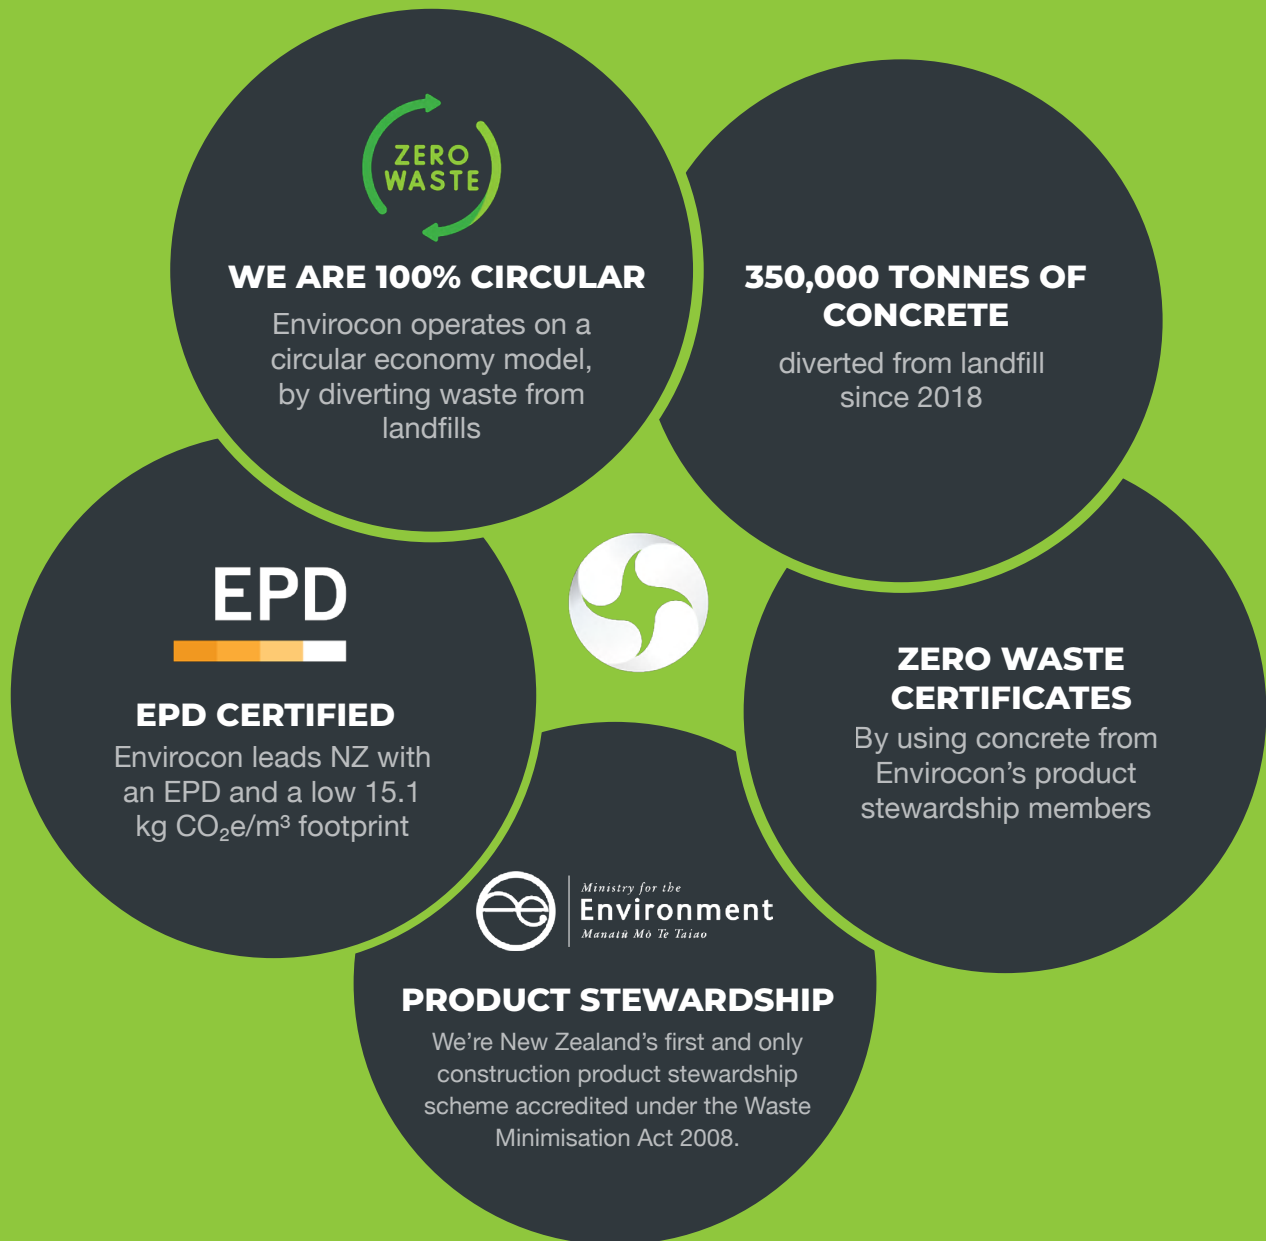 ZERO
WASTE
WE ARE 100% CIRCULAR
Envirocon operates on a
circular economy model,
by diverting waste from
landfills
350,000 TONNES OF
CONCRETE
diverted from landfill
since 2018
EPD
EPD CERTIFIED
Envirocon leads NZ with
an EPD and a low 15.1
kg CO₂e/m³ footprint
ZERO WASTE
CERTIFICATES
By using concrete from
Envirocon’s product
stewardship members
Ministry for the
Environment
Manatū Mō Te Taiao
PRODUCT STEWARDSHIP
We’re New Zealand’s first and only
construction product stewardship
scheme accredited under the Waste
Minimisation Act 2008.